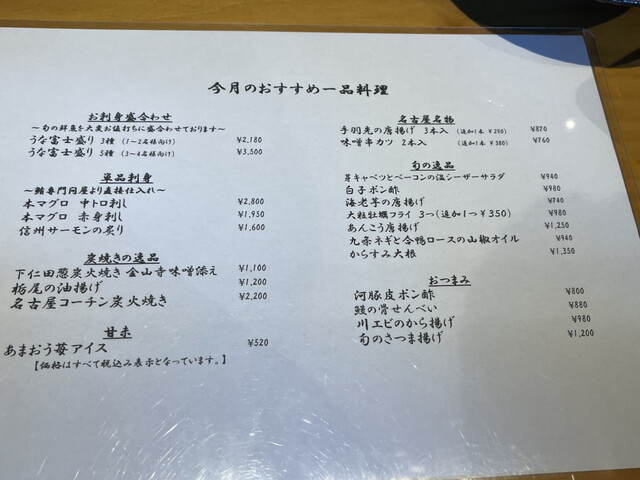 今月のおすすめ一品料理
お刺身盛合わせ
～旬の鮮魚を大変お値打ちに盛合わせております～
うな富士盛り 3種 (1～2名様向け) ¥2,180
うな富士盛り 5種 (3～4名様向け) ¥3,500
単品刺身
～鮪専門問屋より直接仕入れ～
本マグロ 中トロ刺し ¥2,800
本マグロ 赤身刺し ¥1,950
信州サーモンの炙り ¥1,600
炭焼きの逸品
下仁田葱炭火焼き 金山寺味噌添え ¥1,100
栃尾の油揚げ ¥1,200
名古屋コーチン炭火焼き ¥2,200
甘味
あまおう苺アイス ¥520
【価格はすべて税込み表示となっています。】
名古屋名物
手羽先の唐揚げ 3本入 (追加1本 ¥290) ¥870
味噌串カツ 2本入 (追加1本 ¥380) ¥760
旬の逸品
芽キャベツとベーコンの温シーザーサラダ ¥940
白子ポン酢 ¥980
海老芋の唐揚げ ¥740
大粒牡蠣フライ 3つ(追加1つ¥350) ¥980
あんこう唐揚げ ¥1,250
九条ネギと合鴨ロースの山椒オイル ¥940
からすみ大根 ¥1,350
おつまみ
河豚皮ポン酢 ¥800
鰻の骨せんべい ¥880
川エビのから揚げ ¥980
旬のさつま揚げ ¥1,200